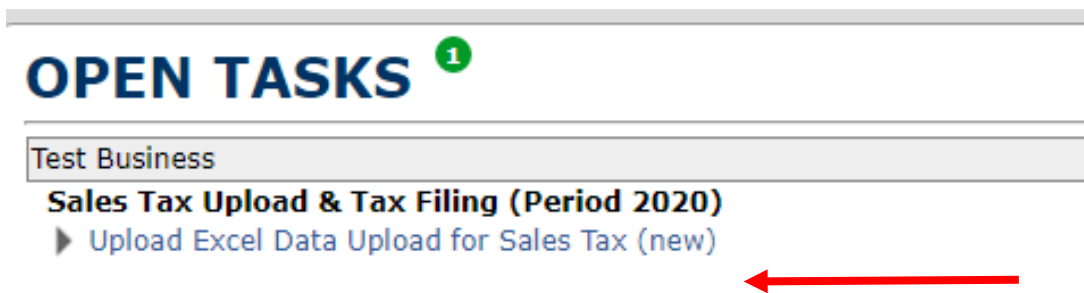 OPEN TASKS 1
Test Business
Sales Tax Upload & Tax Filing (Period 2020)
Upload Excel Data Upload for Sales Tax (new)